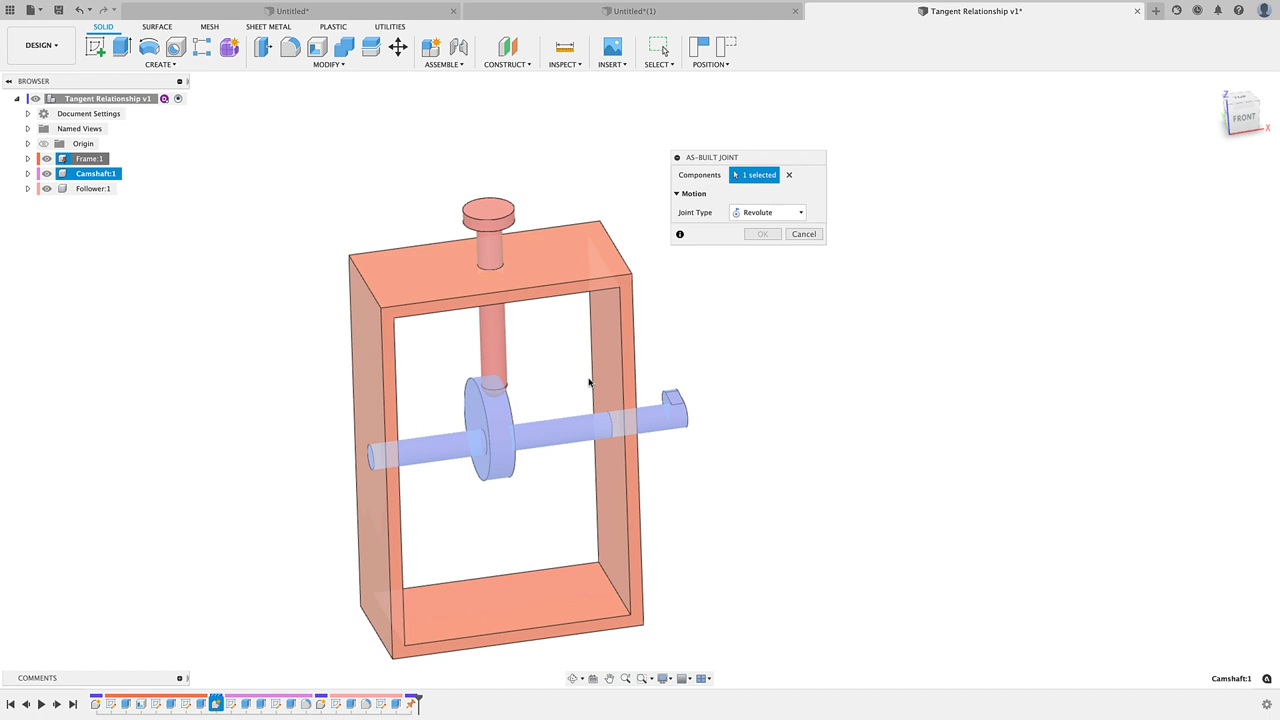 Untitled*
Untitled*(1)
Tangent Relationship v1*
SOLID
SURFACE
MESH
SHEET METAL
PLASTIC
UTILITIES
DESIGN
CREATE
MODIFY
ASSEMBLE
CONSTRUCT
INSPECT
INSERT
SELECT
POSITION
BROWSER
Tangent Relationship v1
Document Settings
Named Views
Origin
Frame:1
Camshaft:1
Follower:1
AS-BUILT JOINT
Components
1 selected
Motion
Joint Type
Revolute
OK
Cancel
Z
FRONT
X
COMMENTS
Camshaft:1